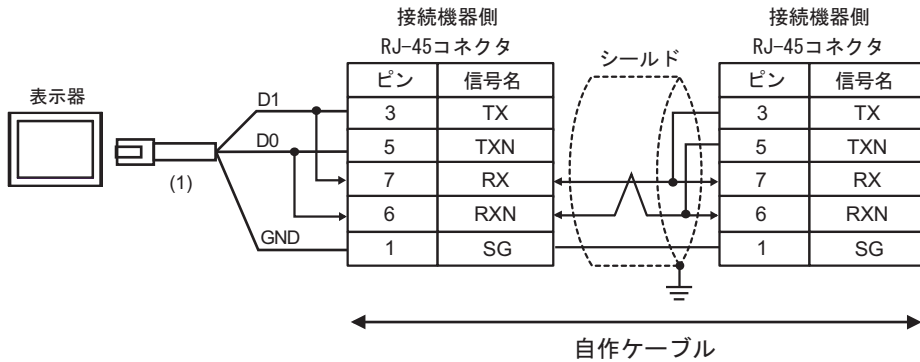 接続機器側
RJ-45コネクタ
接続機器側
RJ-45コネクタ
シールド
表示器
(1)
D1
D0
GND
ピン 信号名
3 TX
5 TXN
7 RX
6 RXN
1 SG
ピン 信号名
3 TX
5 TXN
7 RX
6 RXN
1 SG
自作ケーブル